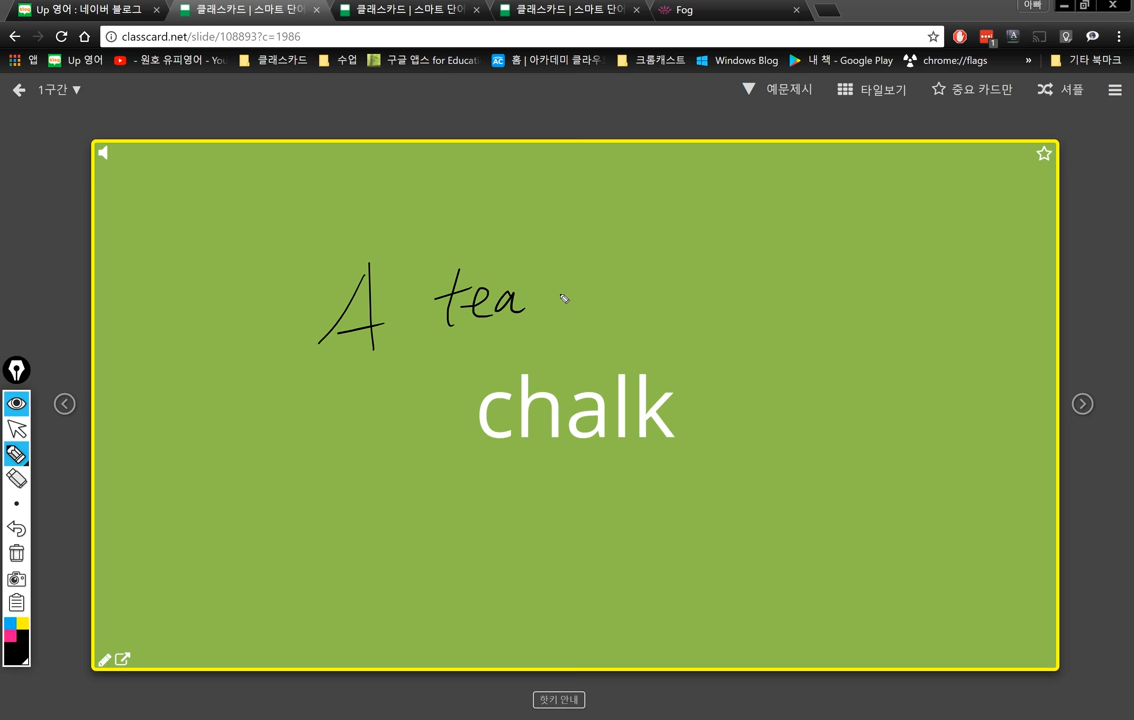 Up 영어 : 네이버 블로그
클래스카드 | 스마트 단어
클래스카드 | 스마트 단어
클래스카드 | 스마트 단어
Fog
아빠
classcard.net/slide/108893?c=1986
1
앱
Up 영어
- 원호 유피영어 - You
클래스카드
수업
구글 앱스 for Educat
홈 | 아카데미 클라우
크롬캐스트
Windows Blog
내 책 - Google Play
chrome://flags
»
기타 북마크
1구간 ▼
▼ 예문제시
타일보기
중요 카드만
셔플
A tea
chalk
핫키 안내